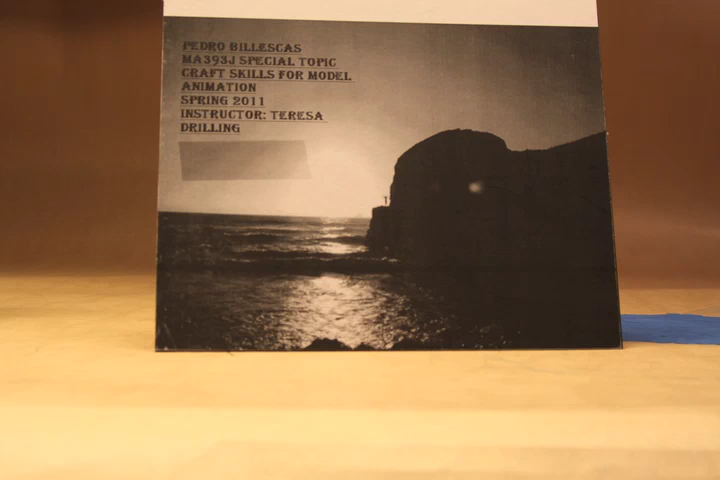 PEDRO BILLESCAS
MA393J SPECIAL TOPIC
CRAFT SKILLS FOR MODEL
ANIMATION
SPRING 2011
INSTRUCTOR: TERESA
DRILLING